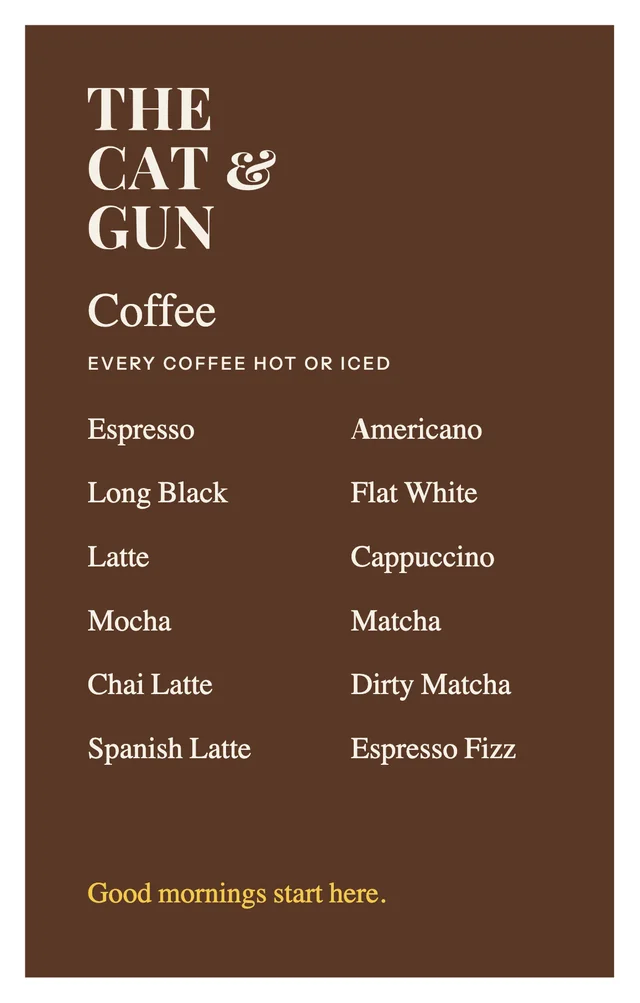 THE
CAT &
GUN
Coffee
EVERY COFFEE HOT OR ICED
Espresso
Americano
Long Black
Flat White
Latte
Cappuccino
Mocha
Matcha
Chai Latte
Dirty Matcha
Spanish Latte
Espresso Fizz
Good mornings start here.